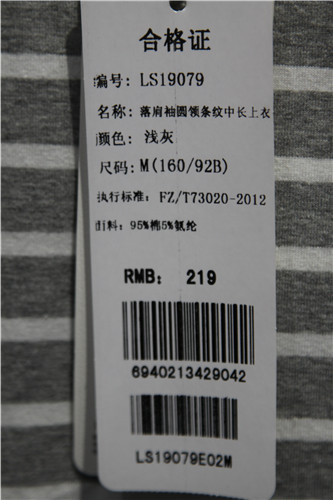 合格证
编号: LS19079
名称: 落肩袖圆领条纹中长上衣
颜色: 浅灰
尺码: M(160/92B)
执行标准: FZ/T73020-2012
面料: 95%棉5%氨纶
RMB: 219
6940213429042
LS19079E02M